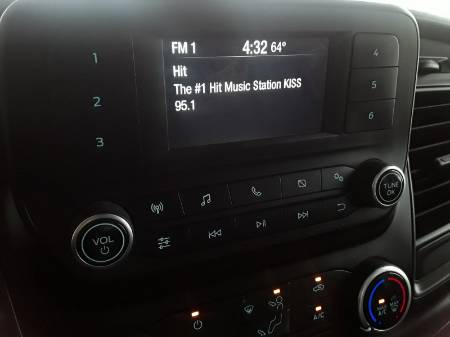 FM 1 4:32 64°
Hit
The #1 Hit Music Station KISS
95.1
1
2
3
4
5
6
VOL
TUNE
OK
A/C
MAX
A/C